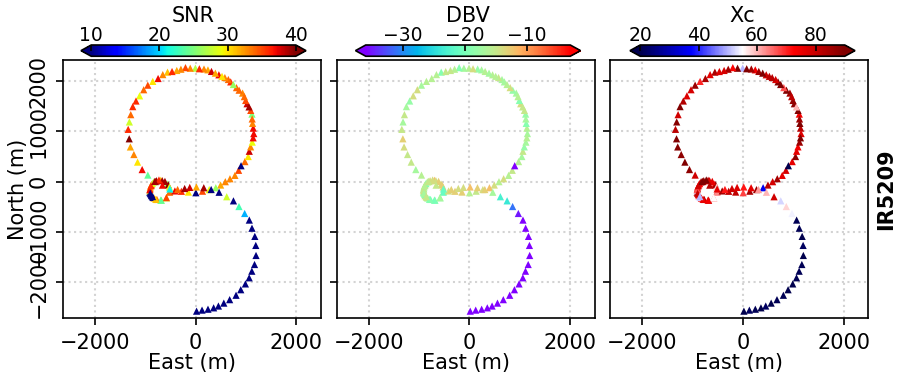 SNR DBV Xc
10 20 30 40 −30 −20 −10 20 40 60 80
North (m)
2000
1000
0
−1000
−2000
IR5209
−2000 0 2000 −2000 0 2000 −2000 0 2000
East (m) East (m) East (m)